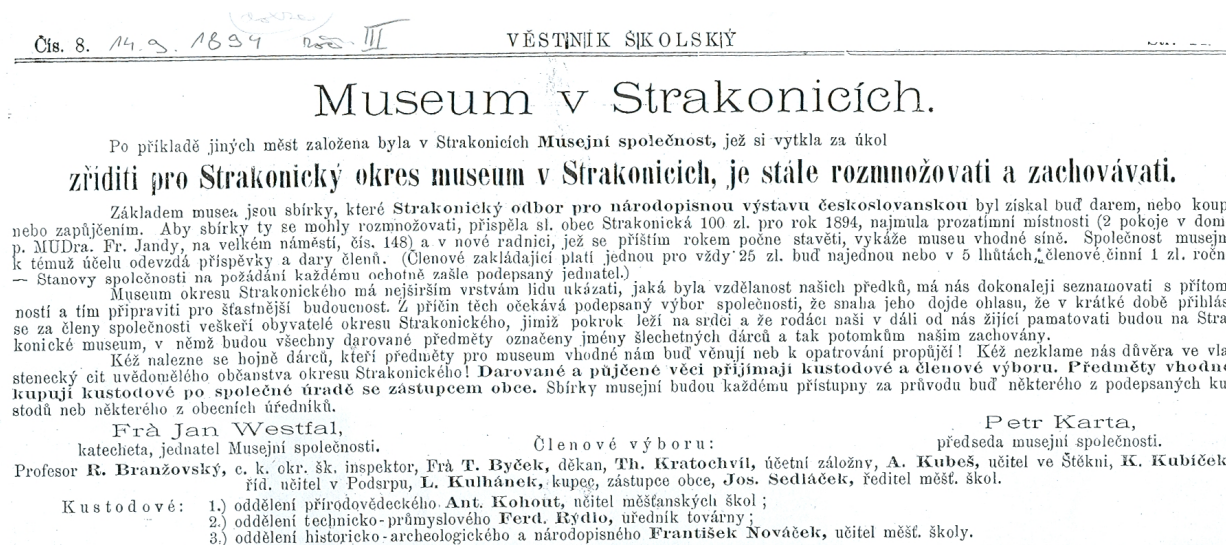 Čís. 8. 14. 9. 1894 roč. III VĚSTNÍK ŠKOLSKÝ
Museum v Strakonicích.
Po příkladě jiných měst založena byla v Strakonicích Musejní společnost, jež si vytkla za úkol
zříditi pro Strakonický okres museum v Strakonicích, je stále rozmnožovati a zachovávati.
Základem musea jsou sbírky, které Strakonický odbor pro národopisnou výstavu českoslovanskou byl získal buď darem, nebo koup
nebo zapůjčením. Aby sbírky ty se mohly rozmnožovati, přispěla sl. obec Strakonická 100 zl. pro rok 1894, najmula prozatímní místnosti (2 pokoje v dom
p. MUDra. Fr. Jandy, na velkém náměstí, čís. 148) a v nové radnici, jež se příštím rokem počne stavěti, vykáže museu vhodné síně. Společnost musejn
k témuž účelu odevzdá příspěvky a dary členů. (Členové zakládající platí jednou pro vždy 25 zl. buď najednou nebo v 5 lhůtách, členové činní 1 zl. ročn
— Stanovy společnosti na požádání každému ochotně zašle podepsaný jednatel.)
Museum okresu Strakonického má nejširším vrstvám lidu ukázati, jaká byla vzdělanost našich předků, má nás dokonaleji seznamovati s přítom
ností a tím připraviti pro šťastnější budoucnost. Z příčin těch očekává podepsaný výbor společnosti, že snaha jeho dojde ohlasu, že v krátké době přihlás
se za členy společnosti veškeří obyvatelé okresu Strakonického, jimiž pokrok leží na srdci a že rodáci naši v dáli od nás žijící pamatovati budou na Stra
konické museum, v němž budou všechny darované předměty označeny jmény šlechetných dárců a tak potomkům našim zachovány.
Kéž nalezne se hojně dárců, kteří předměty pro museum vhodné nám buď věnují neb k opatrování propůjčí! Kéž nezklame nás důvěra ve vla
stenecký cit uvědomělého občanstva okresu Strakonického! Darované a půjčené věci přijímají kustodové a členové výboru. Předměty vhodné
kupují kustodové po společné úradě se zástupcem obce. Sbírky musejní budou každému přístupny za průvodu buď některého z podepsaných ku
stodů neb některého z obecních úředníků.
Frà Jan Westfal, Petr Karta,
katecheta, jednatel Musejní společnosti. Členové výboru: předseda musejní společnosti.
Profesor R. Branžovský, c. k. okr. šk. inspektor, Frà T. Byček, děkan, Th. Kratochvíl, účetní záložny, A. Kubeš, učitel ve Štěkni, K. Kubíček
říd. učitel v Podsrpu, L. Kulhánek, kupec, zástupce obce, Jos. Sedláček, ředitel měšť. škol.
Kustodové: 1.) oddělení přírodovědeckého Ant. Kohout, učitel měšťanských škol;
2.) oddělení technicko-průmyslového Ferd. Rýdlo, úředník továrny;
3.) oddělení historicko-archeologického a národopisného František Nováček, učitel měšť. školy.